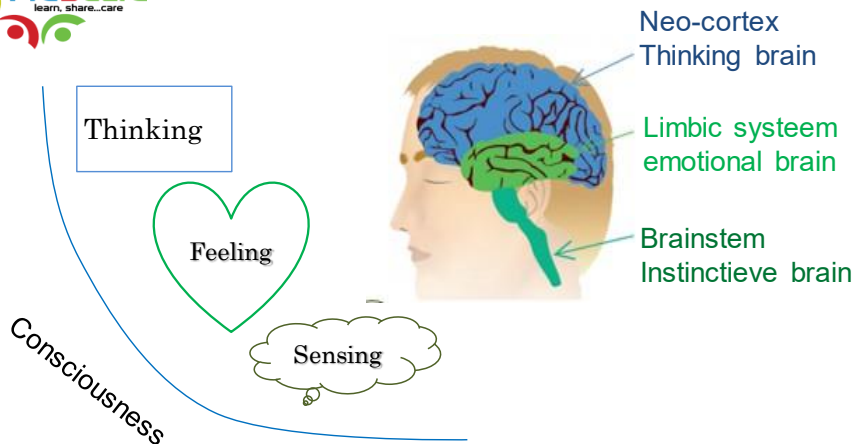 learn, share...care
Neo-cortex
Thinking brain
Thinking
Limbic systeem
emotional brain
Feeling
Brainstem
Instinctieve brain
Sensing
Consciousness